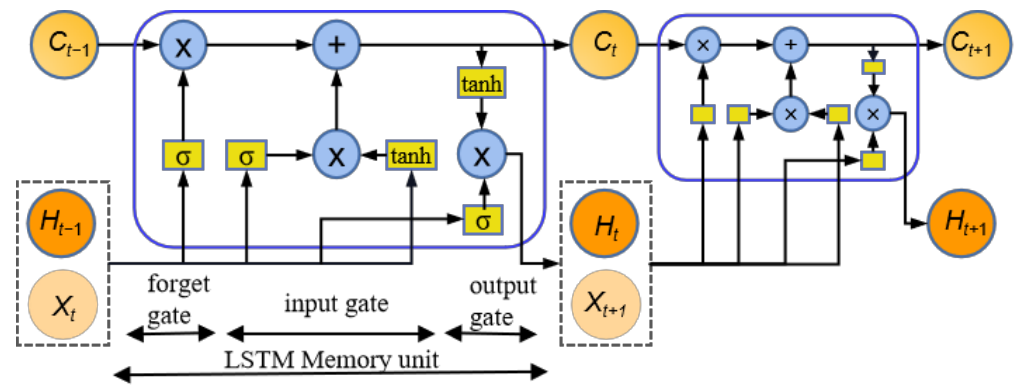 C_{t−1}
X
+
C_t
×
+
C_{t+1}
tanh
σ
σ
X
tanh
X
×
×
H_{t−1}
σ
H_t
H_{t+1}
X_t
forget
gate
input gate
output
gate
X_{t+1}
LSTM Memory unit